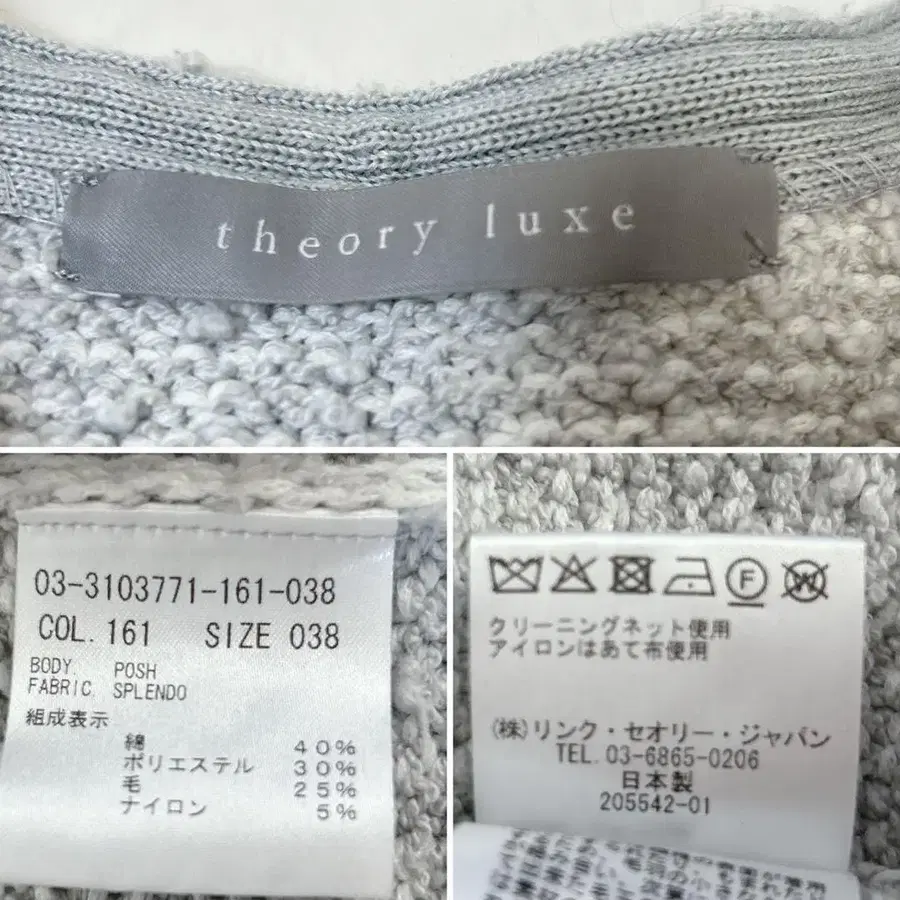 theory luxe
03-3103771-161-038
COL. 161 SIZE 038
BODY. POSH
FABRIC. SPLENDO
組成表示
綿 40%
ポリエステル 30%
毛 25%
ナイロン 5%
F W
クリーニングネット使用
アイロンはあて布使用
(株)リンク・セオリー・ジャパン
TEL. 03-6865-0206
日本製
205542-01